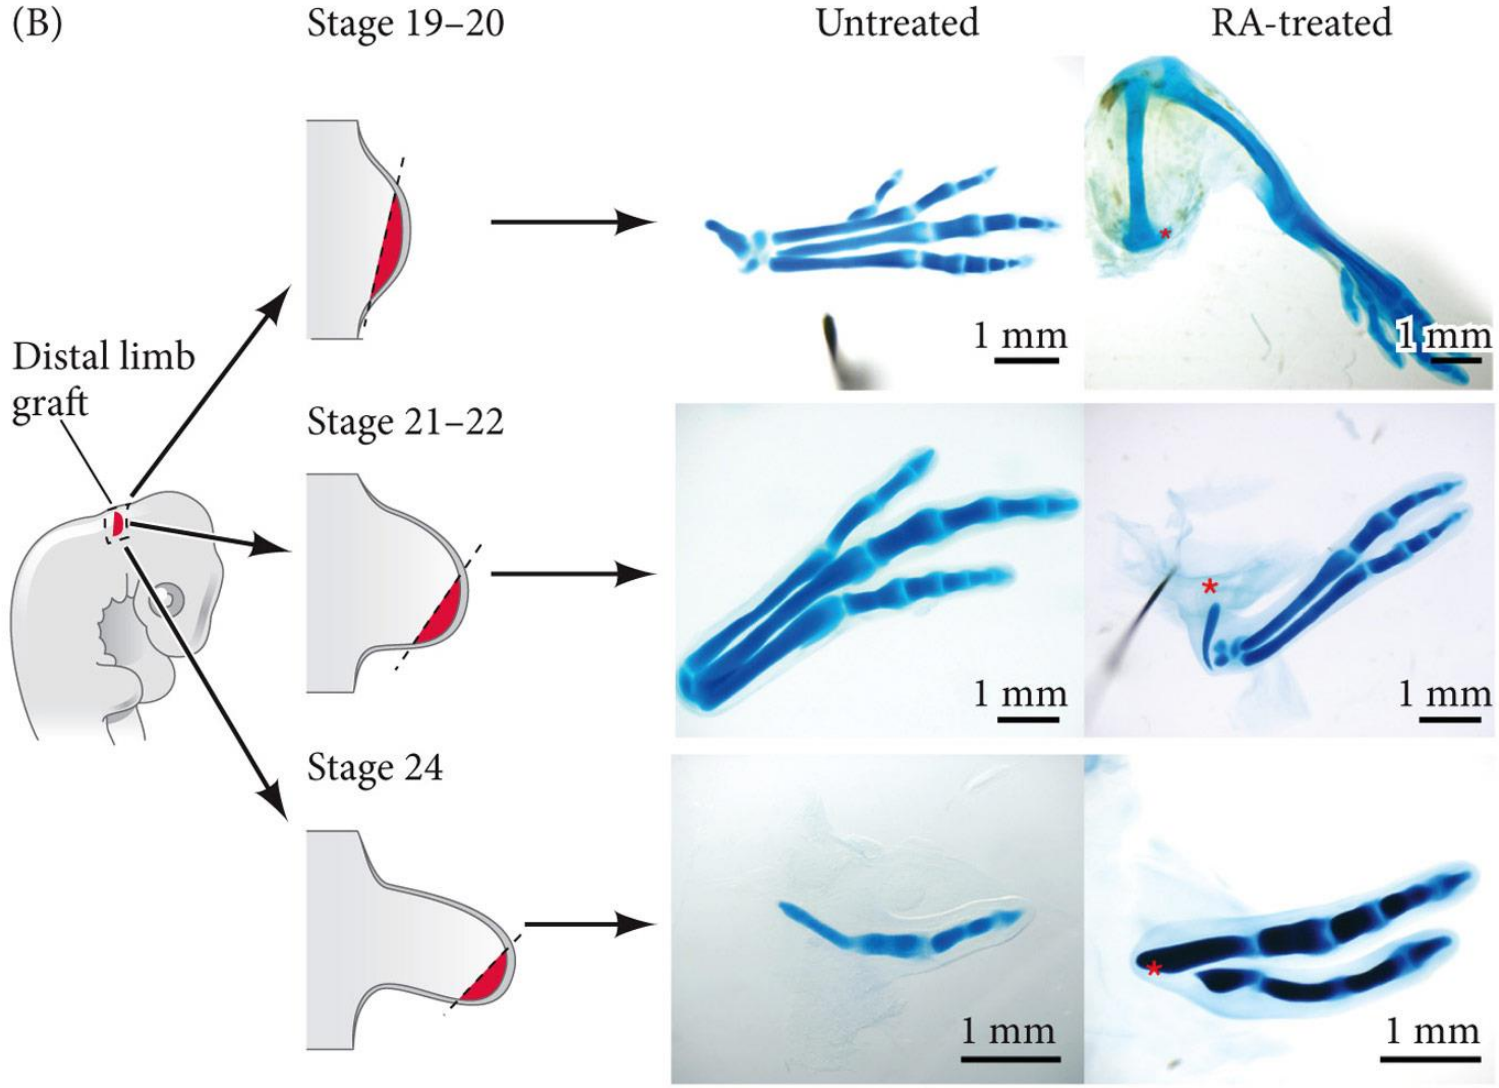 (B)
Stage 19–20
Untreated
RA-treated
*
1 mm
1 mm
Distal limb
graft
Stage 21–22
*
1 mm
1 mm
Stage 24
*
1 mm
1 mm